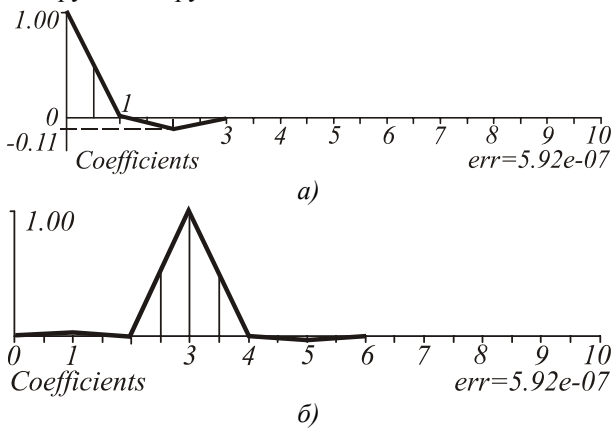 1.00
1
0
3 4 5 6 7 8 9 10
-0.11
Coefficients err=5.92e-07
а)
1.00
0 1 3 4 5 6 7 8 9 10
Coefficients err=5.92e-07
б)